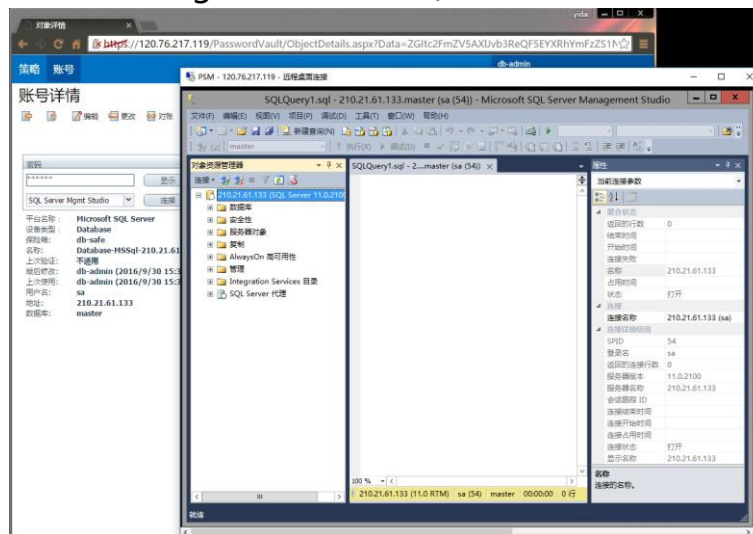 账号详情
yida
https://120.76.217.119/PasswordVault/ObjectDetails.aspx?Data=ZGltc2FmZV5AXlJvb3ReQF5EYXRhYmFzZS1N
策略 账号
db-admin
账号详情
编辑 更改 对账
密码
******
显示
SQL Server Mgmt Studio
连接
平台名称: Microsoft SQL Server
设备类型: Database
保险箱: db-safe
名称: Database-MSSql-210.21.61
上次验证: 不适用
最后修改: db-admin (2016/9/30 15:3
上次使用: db-admin (2016/9/30 15:3
用户名: sa
地址: 210.21.61.133
数据库: master
PSM - 120.76.217.119 - 远程桌面连接
SQLQuery1.sql - 210.21.61.133.master (sa (54)) - Microsoft SQL Server Management Studio
文件(F) 编辑(E) 视图(V) 项目(P) 调试(D) 工具(T) 窗口(W) 帮助(H)
新建查询(N)
master
执行(X) 调试(D)
对象资源管理器
连接
210.21.61.133 (SQL Server 11.0.2100
数据库
安全性
服务器对象
复制
AlwaysOn 高可用性
管理
Integration Services 目录
SQL Server 代理
SQLQuery1.sql - 2....master (sa (54))
100 %
210.21.61.133 (11.0 RTM) sa (54) master 00:00:00 0 行
属性
当前连接参数
聚合状态
返回的行数 0
结束时间
开始时间
连接失败
名称 210.21.61.133
占用时间
状态 打开
连接
连接名称 210.21.61.133 (sa)
连接详细信息
SPID 54
登录名 sa
返回的连接行数 0
服务器版本 11.0.2100
服务器名称 210.21.61.133
会话跟踪 ID
连接结束时间
连接开始时间
连接占用时间
连接状态 打开
显示名称 210.21.61.133
名称
连接的名称。
就绪